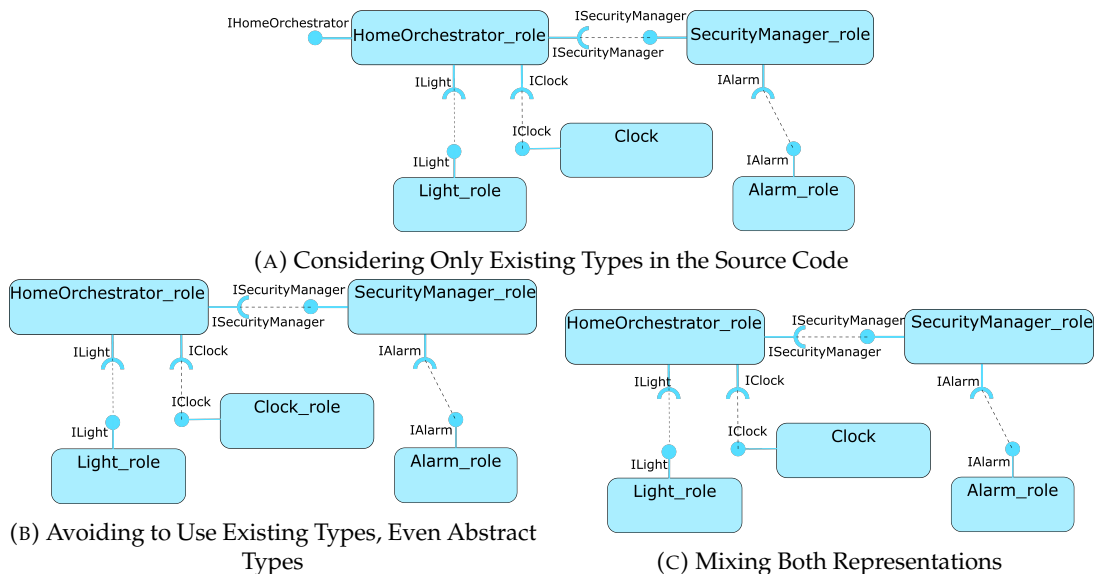 ISecurityManager
IHomeOrchestrator
HomeOrchestrator_role
SecurityManager_role
ISecurityManager
ILight
IClock
IAlarm
IClock
Clock
ILight
IAlarm
Light_role
Alarm_role
(A) Considering Only Existing Types in the Source Code
HomeOrchestrator_role
ISecurityManager
SecurityManager_role
ISecurityManager
ILight
IClock
IAlarm
IClock
Clock_role
ILight
IAlarm
Light_role
Alarm_role
(B) Avoiding to Use Existing Types, Even Abstract
Types
HomeOrchestrator_role
ISecurityManager
SecurityManager_role
ISecurityManager
ILight
IClock
IAlarm
IClock
Clock
ILight
IAlarm
Light_role
Alarm_role
(C) Mixing Both Representations